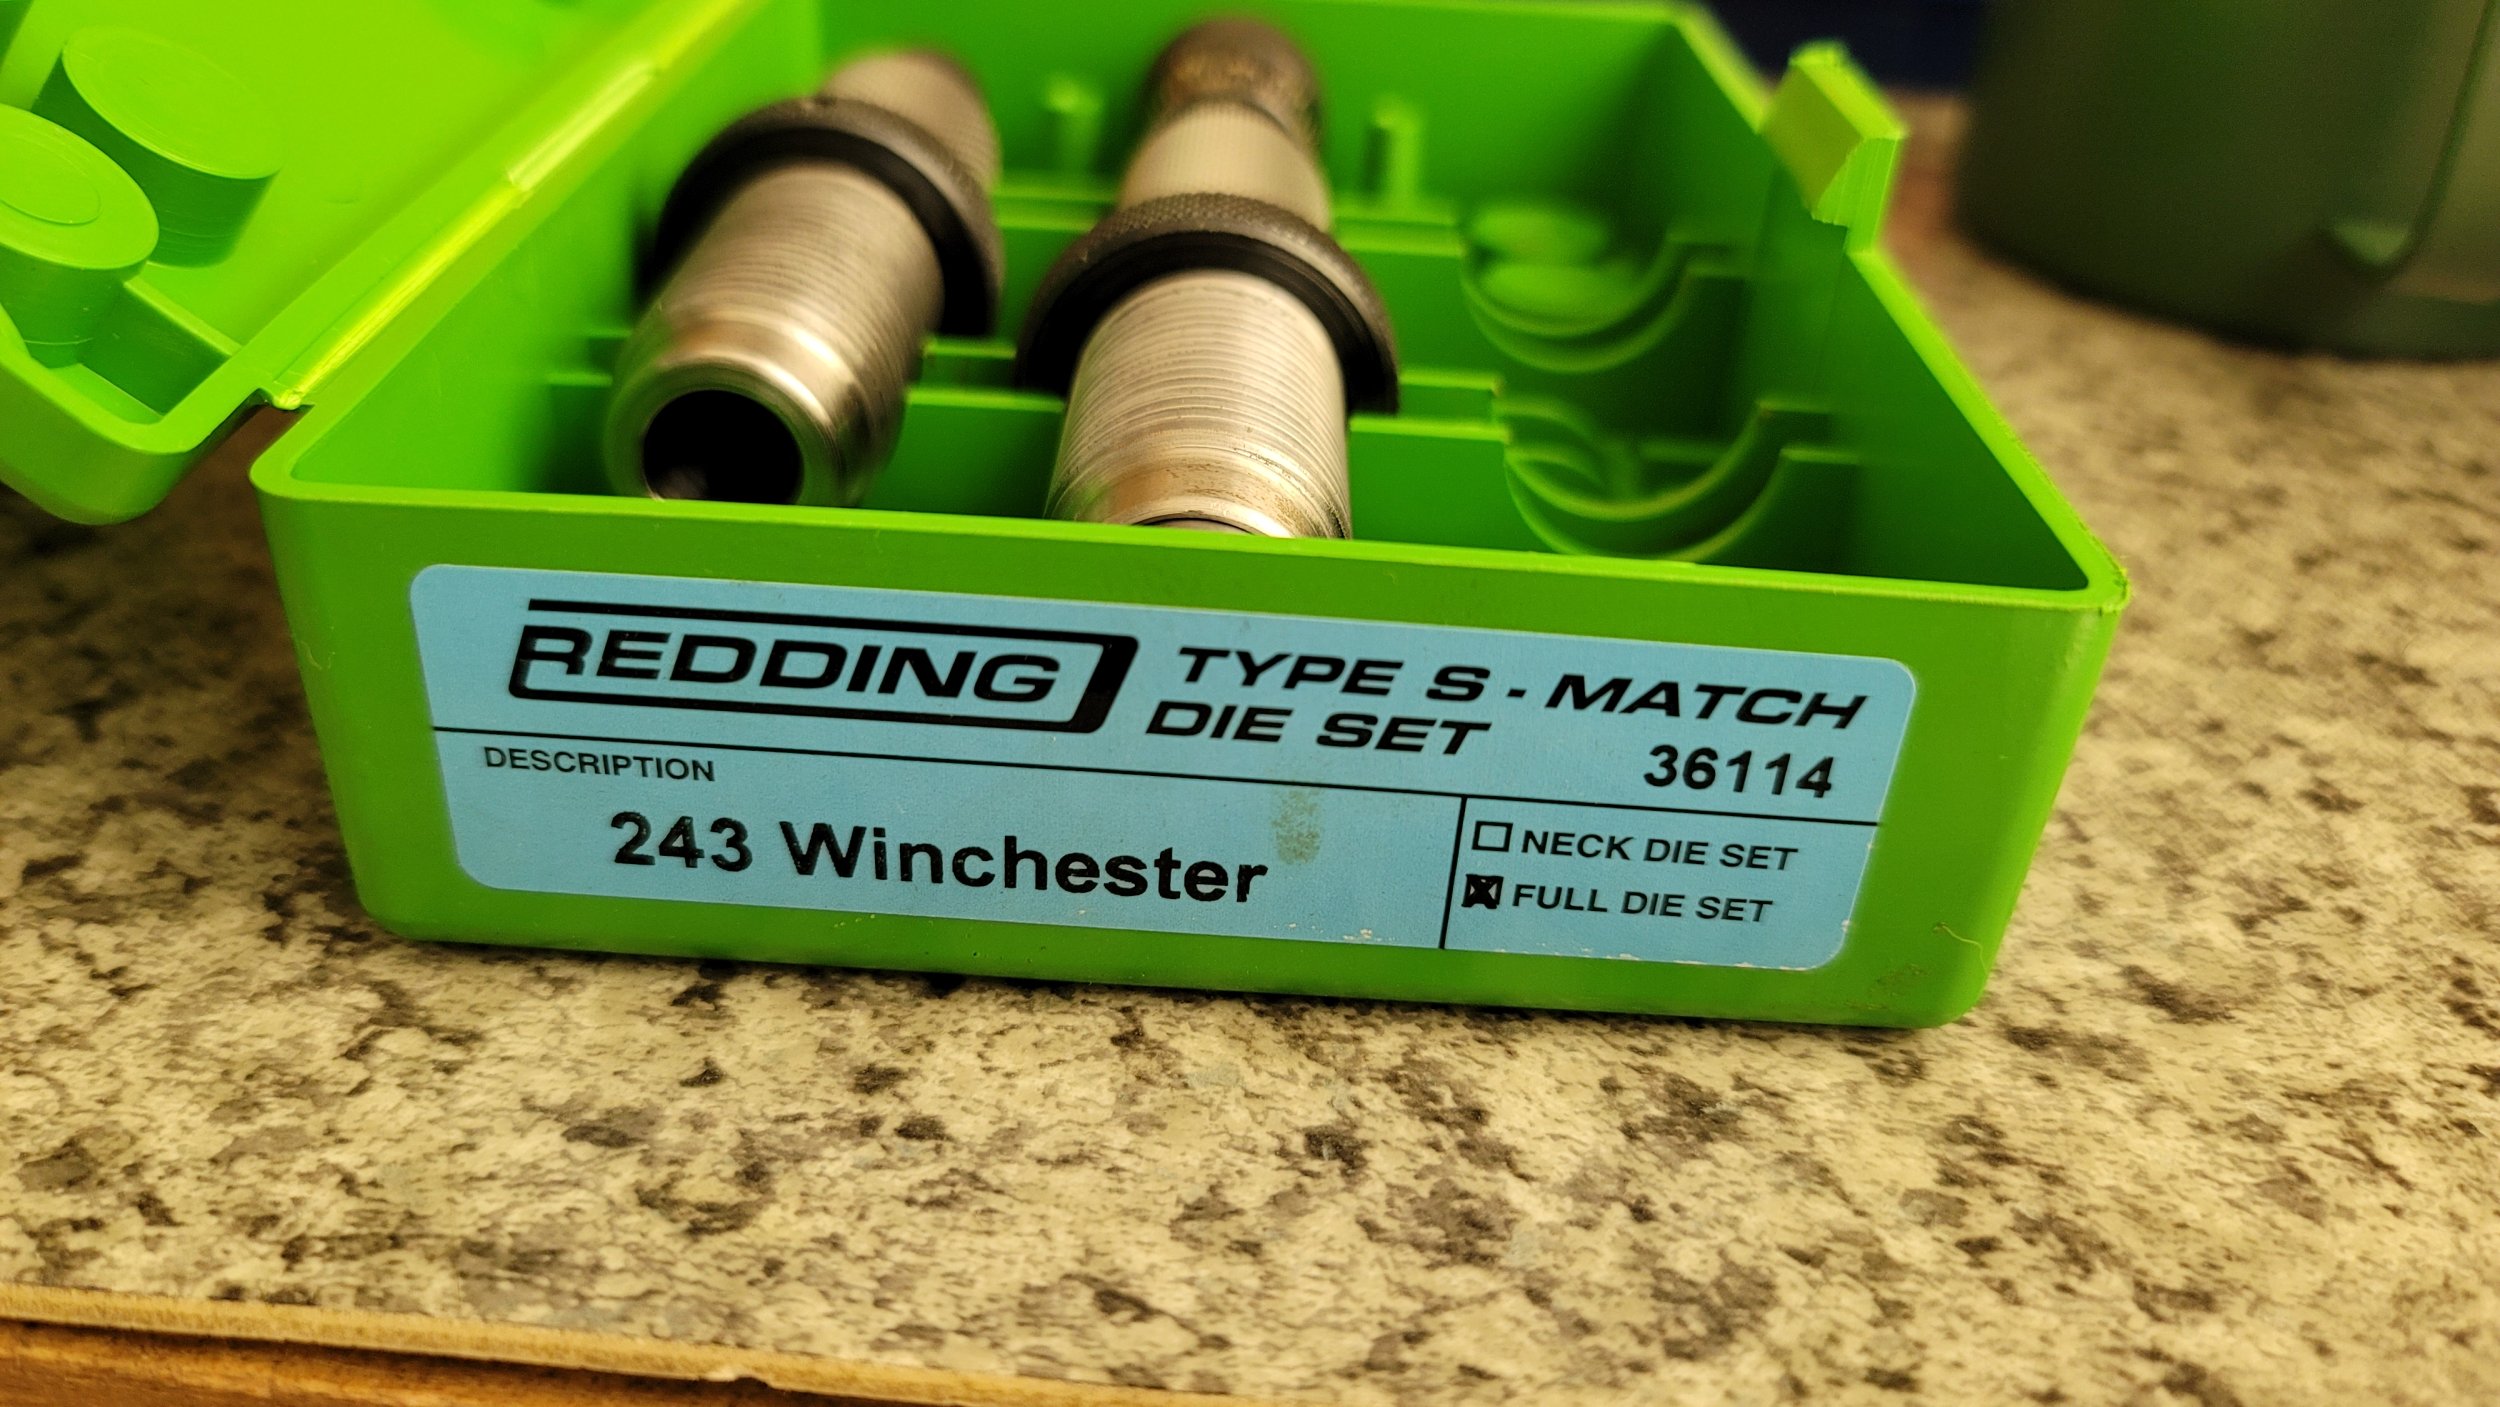 REDDING
TYPE S - MATCH
DIE SET
36114
DESCRIPTION
243 Winchester
NECK DIE SET
FULL DIE SET